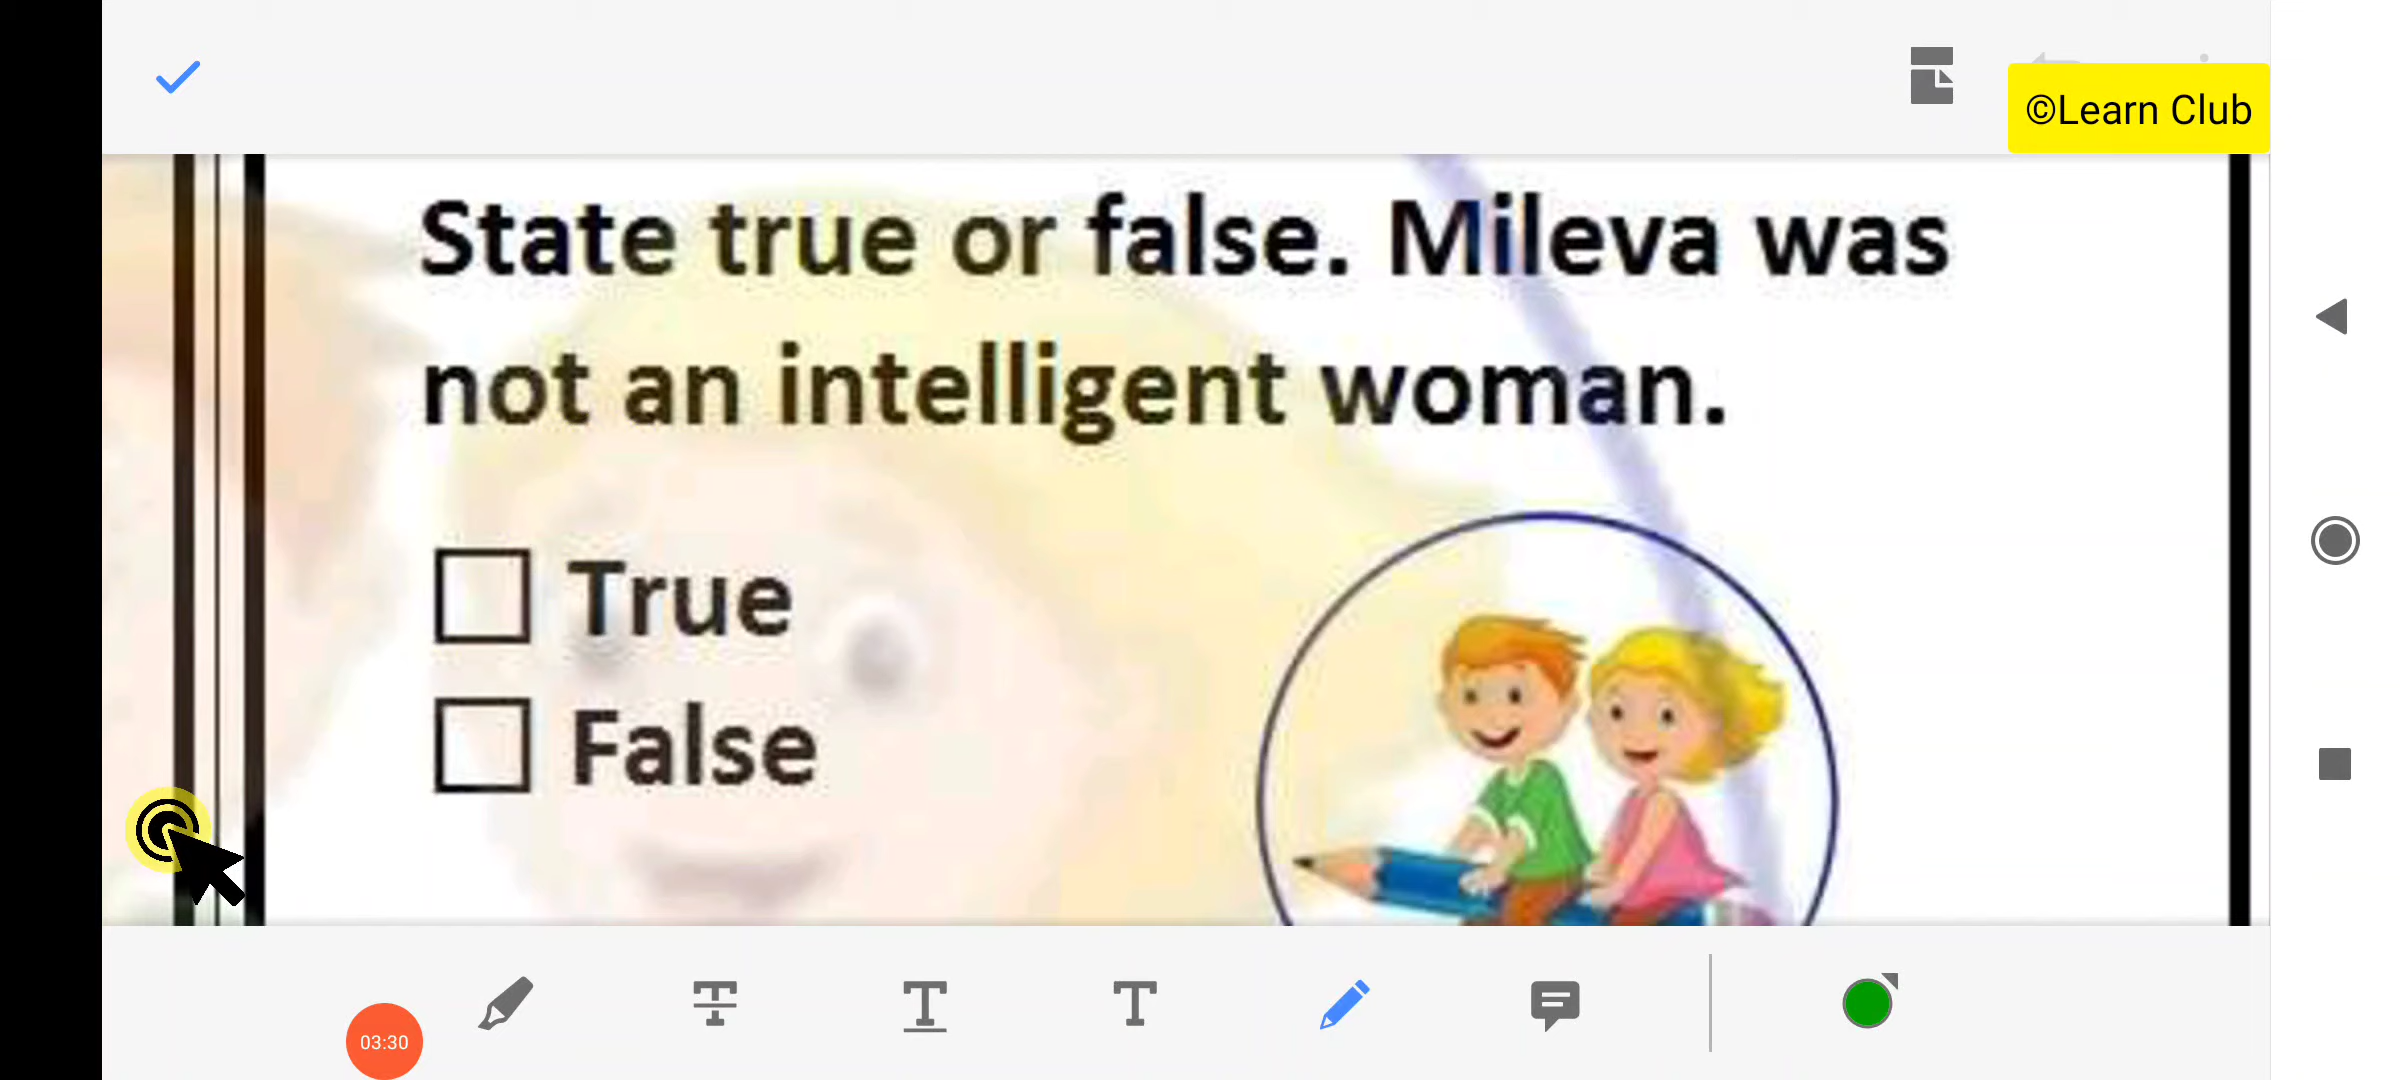 ©Learn Club
State true or false. Mileva was
not an intelligent woman.
True
False
03:30